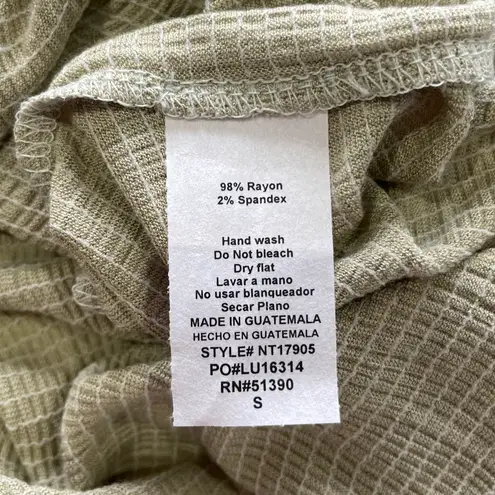 98% Rayon
2% Spandex
Hand wash
Do Not bleach
Dry flat
Lavar a mano
No usar blanqueador
Secar Plano
MADE IN GUATEMALA
HECHO EN GUATEMALA
STYLE# NT17905
PO#LU16314
RN#51390
S